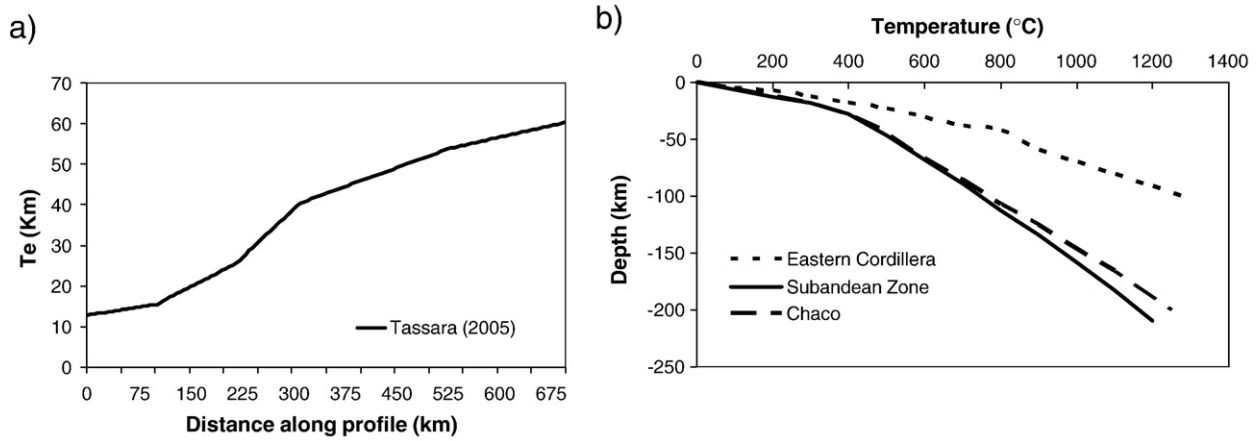 a)
70
60
50
40
30
20
10
0
Te (Km)
Tassara (2005)
0 75 150 225 300 375 450 525 600 675
Distance along profile (km)
b)
Temperature (°C)
0 200 400 600 800 1000 1200 1400
0
-50
-100
-150
-200
-250
Depth (km)
Eastern Cordillera
Subandean Zone
Chaco